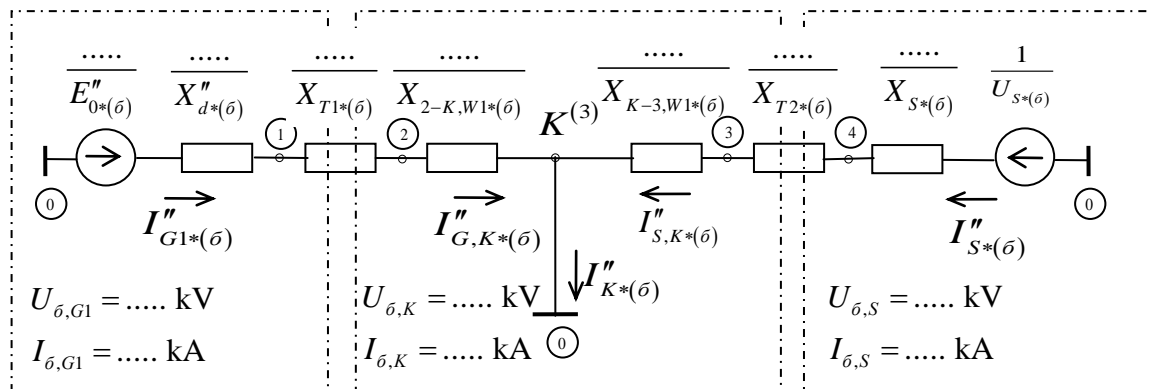 ..... ..... ..... ..... ..... ..... ..... 1
E″0*(б) X″d*(б) XT1*(б) X2−K,W1*(б) XK−3,W1*(б) XT2*(б) XS*(б) US*(б)
K(3)
1 2 3 4
0 0
I″G1*(б) I″G,K*(б) I″S,K*(б) I″S*(б)
I″K*(б)
Uб,G1 = ..... kV Uб,K = ..... kV Uб,S = ..... kV
0
Iб,G1 = ..... kA Iб,K = ..... kA Iб,S = ..... kA